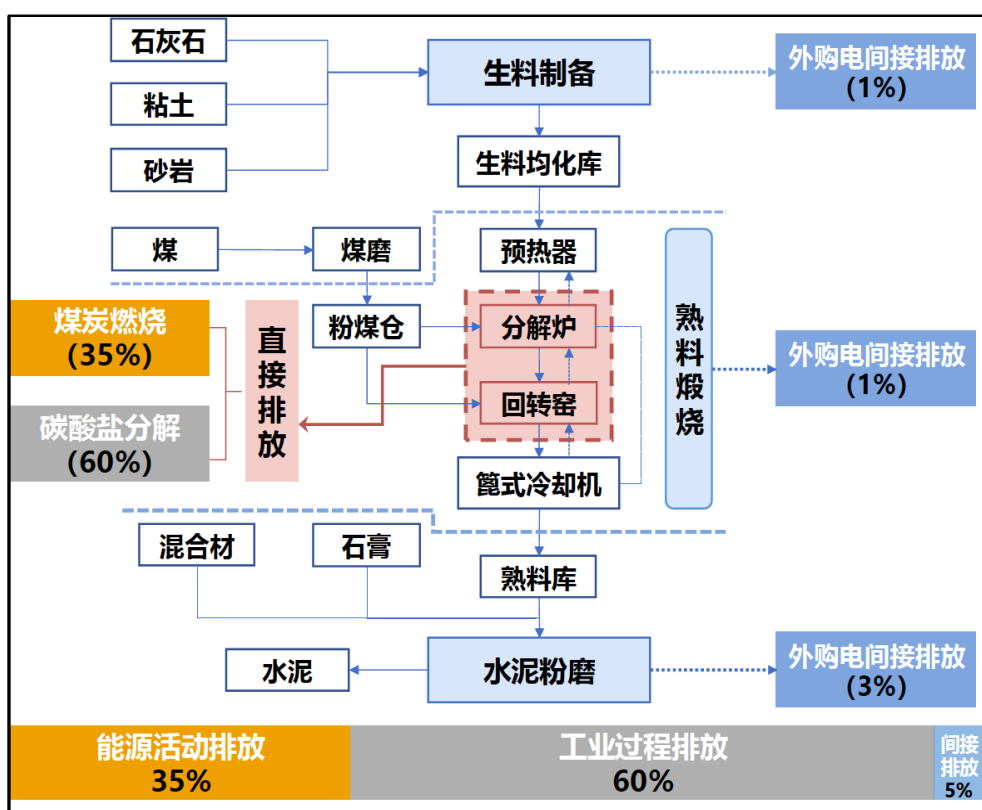 石灰石
生料制备
外购电间接排放
(1%)
粘土
砂岩
生料均化库
煤
煤磨
预热器
熟料煅烧
煤炭燃烧
(35%)
直接排放
粉煤仓
分解炉
外购电间接排放
(1%)
碳酸盐分解
(60%)
回转窑
篦式冷却机
混合材
石膏
熟料库
水泥
水泥粉磨
外购电间接排放
(3%)
能源活动排放
35%
工业过程排放
60%
间接
排放
5%